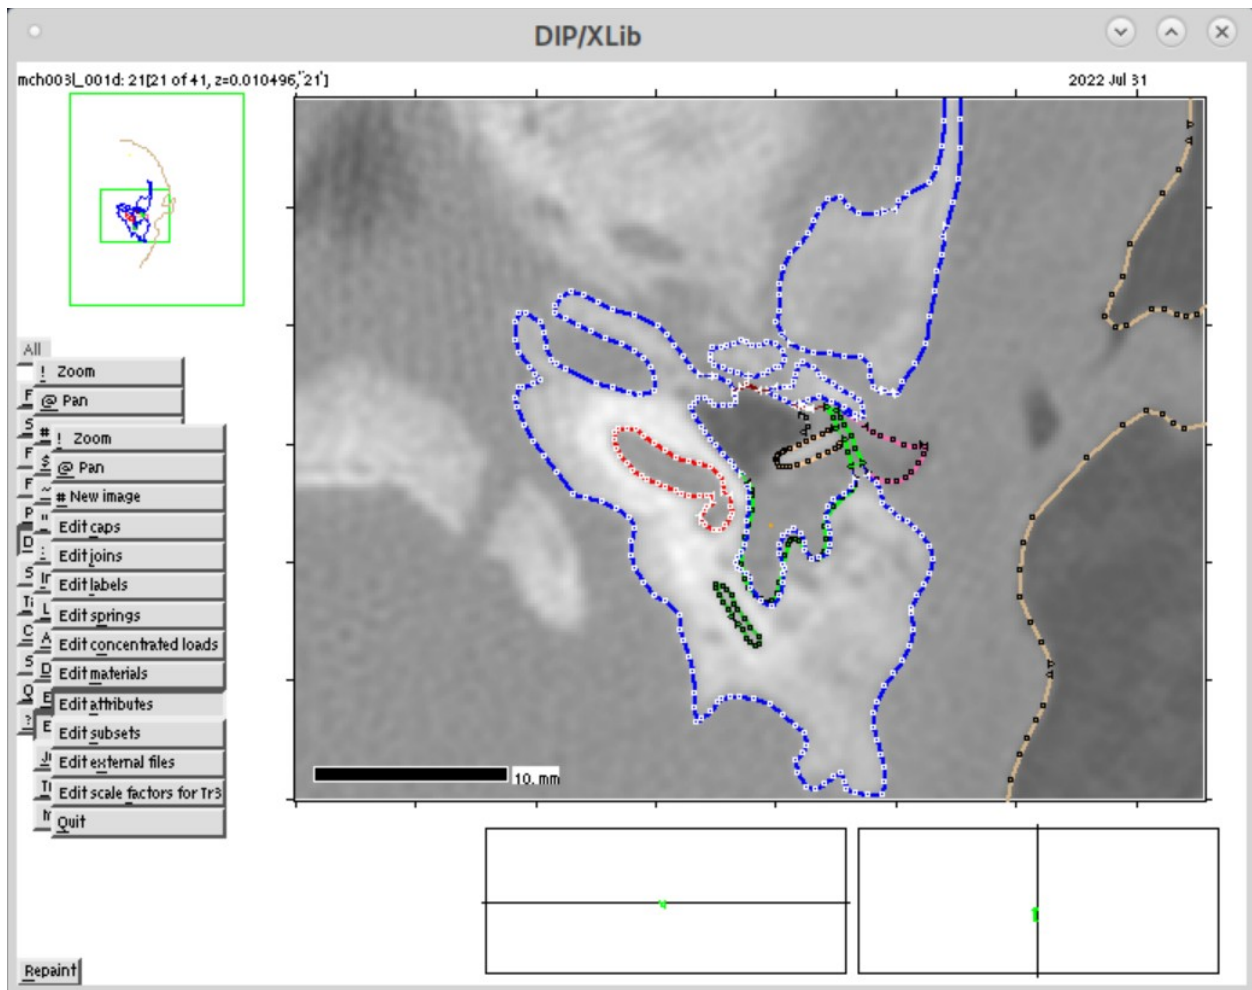 DIP/XLib
mch003l_001d: 21[21 of 41, z=0.010496,"21"]
2022 Jul 31
All
! Zoom
@ Pan
! Zoom
@ Pan
# New image
Edit caps
Edit joins
Edit labels
Edit springs
Edit concentrated loads
Edit materials
Edit attributes
Edit subsets
Edit external files
Edit scale factors for Tr3
Quit
10. mm
Repaint